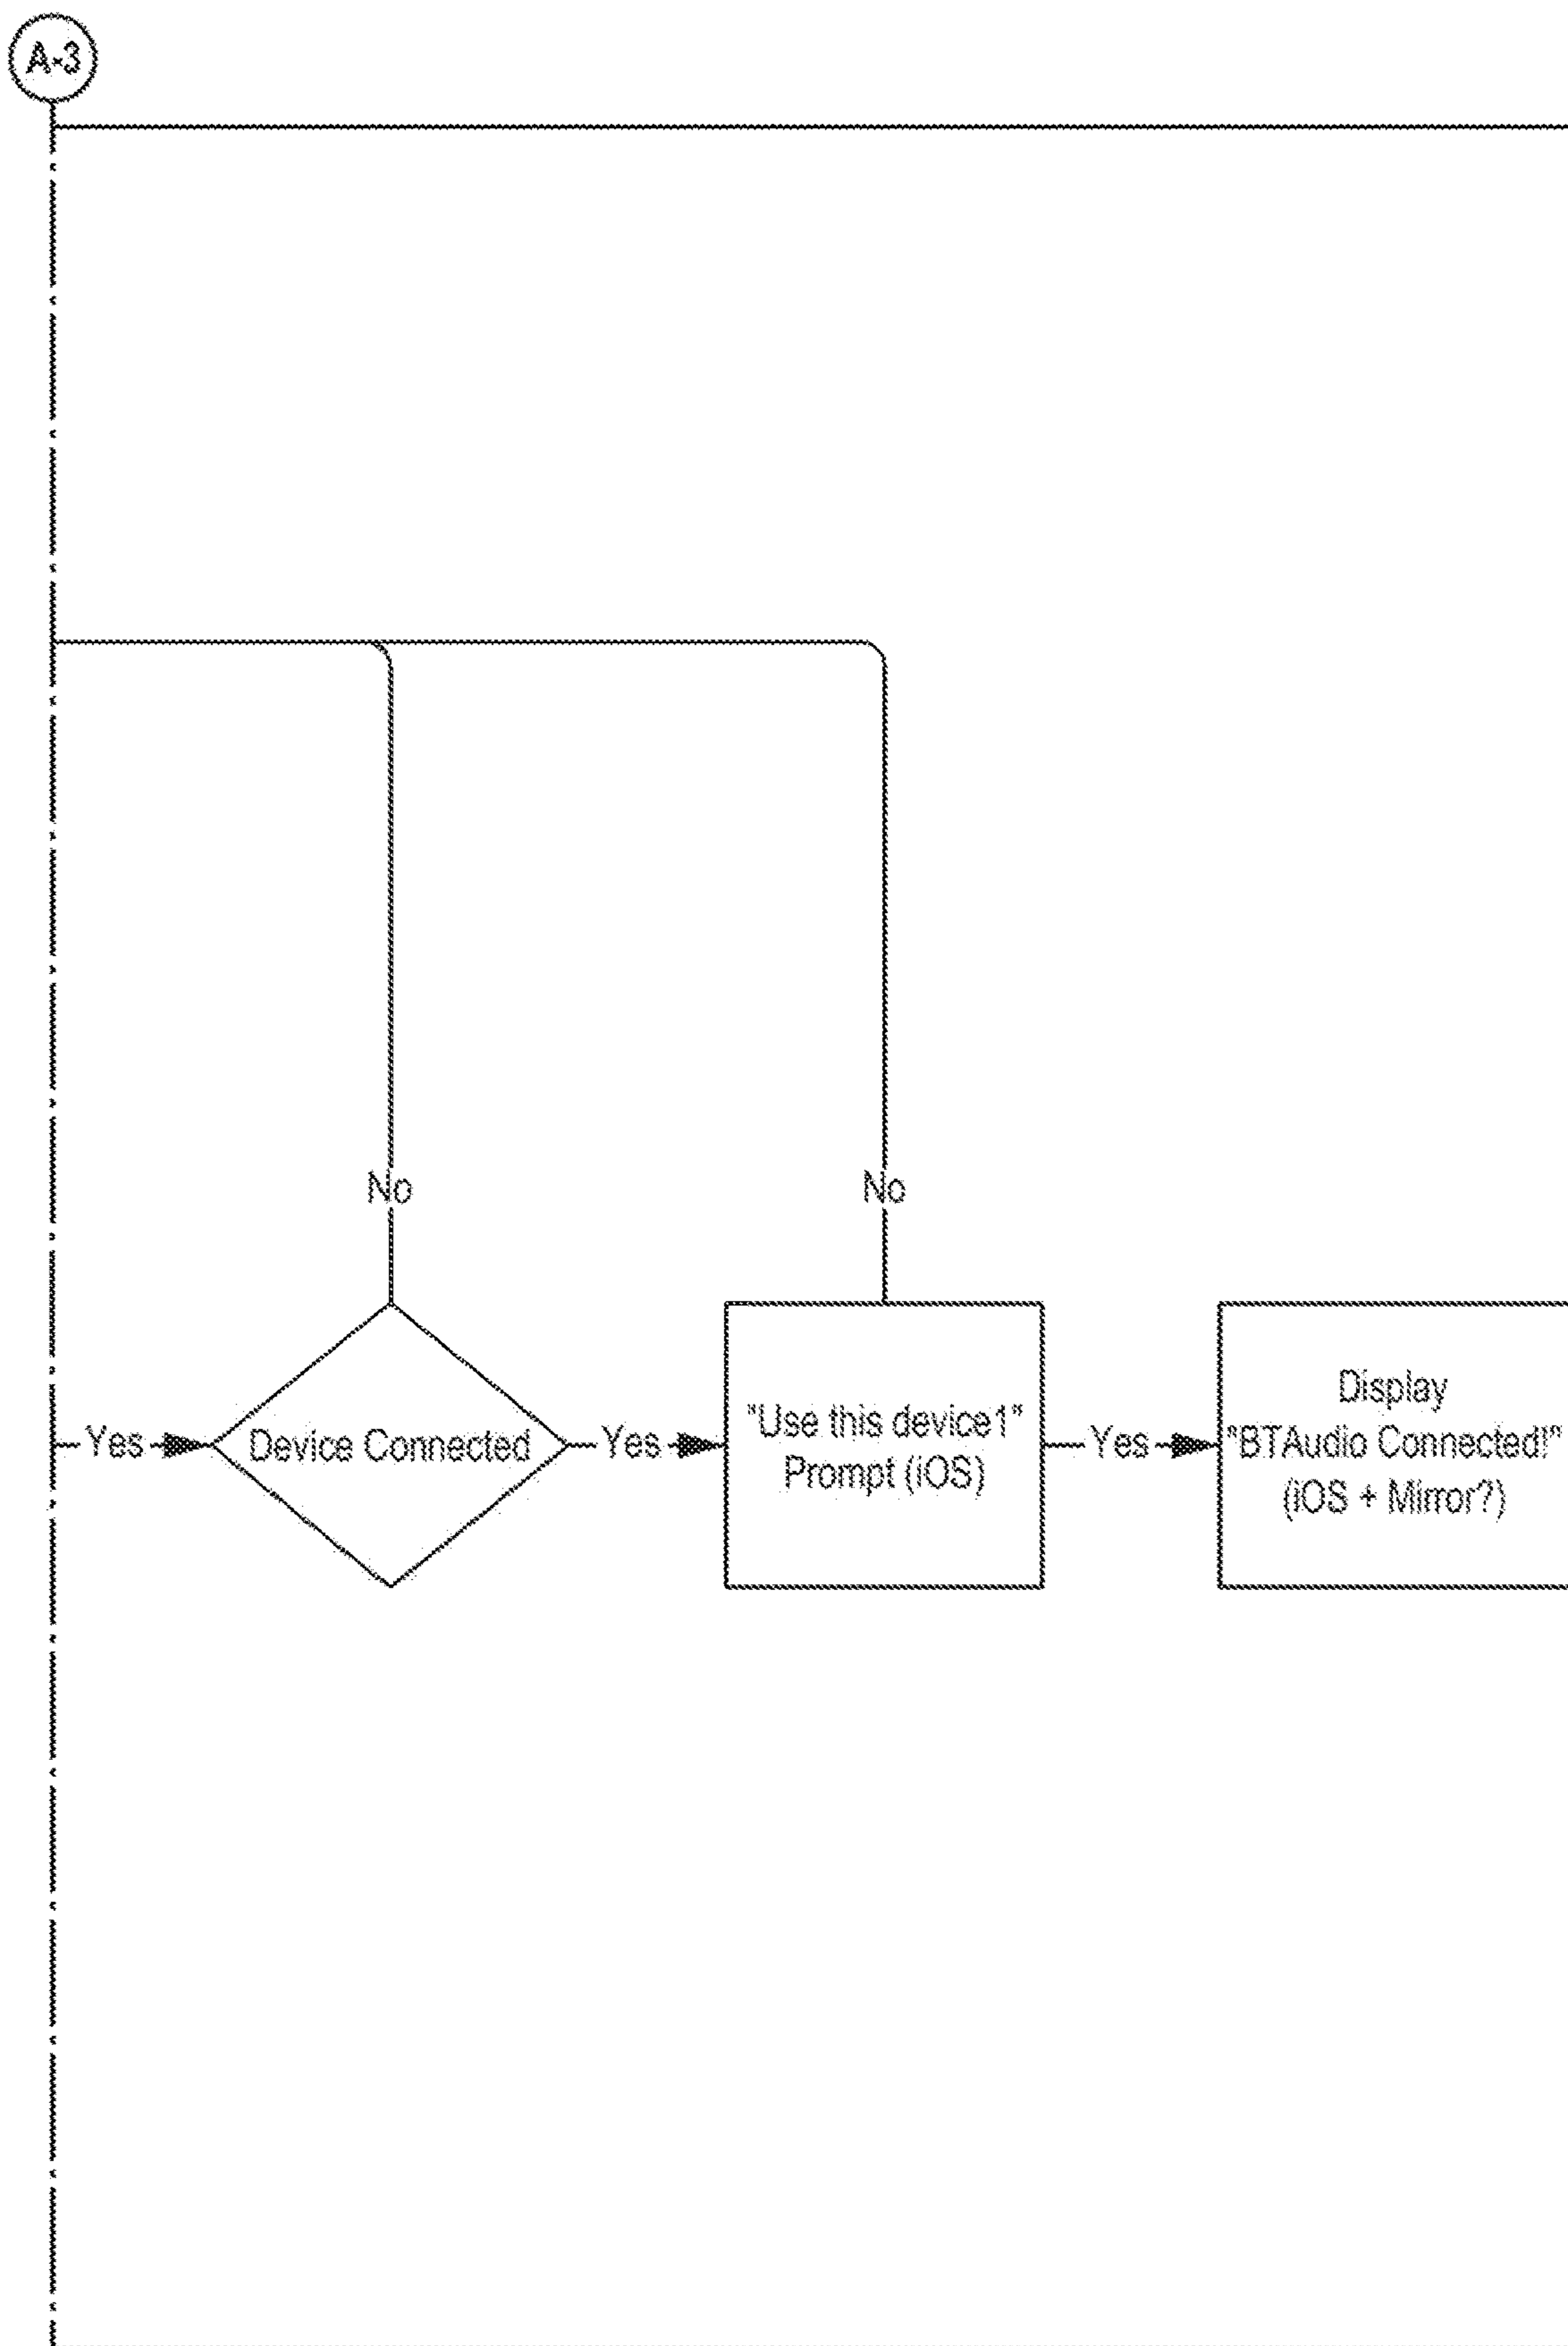 A-3
No
No
Yes
Device Connected
Yes
"Use this device1"
Prompt (iOS)
Yes
Display
"BTAudio Connected!"
(iOS + Mirror?)